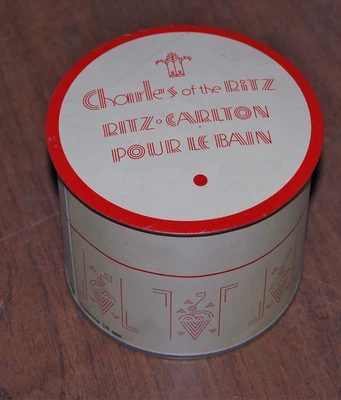 Charles of the RITZ
RITZ·CARLTON
POUR LE BAIN